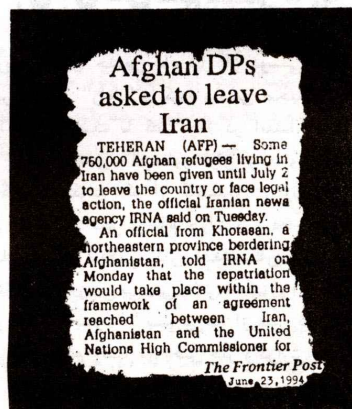 Afghan DPs
asked to leave
Iran
TEHERAN (AFP) — Some
750,000 Afghan refugees living in
Iran have been given until July 2
to leave the country or face legal
action, the official Iranian news
agency IRNA said on Tuesday.
An official from Khorasan, a
northeastern province bordering
Afghanistan, told IRNA on
Monday that the repatriation
would take place within the
framework of an agreement
reached between Iran,
Afghanistan and the United
Nations High Commissioner for
The Frontier Post
June 23,1994